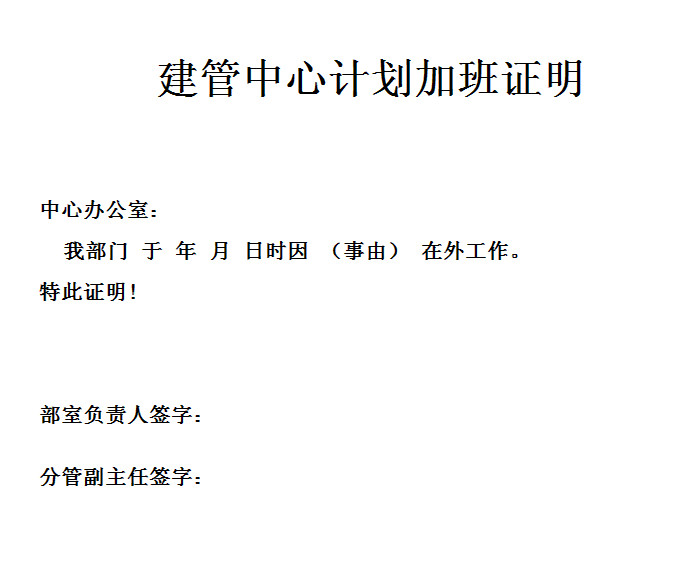 建管中心计划加班证明
中心办公室：
我部门 于 年 月 日时因 （事由） 在外工作。
特此证明！
部室负责人签字：
分管副主任签字：